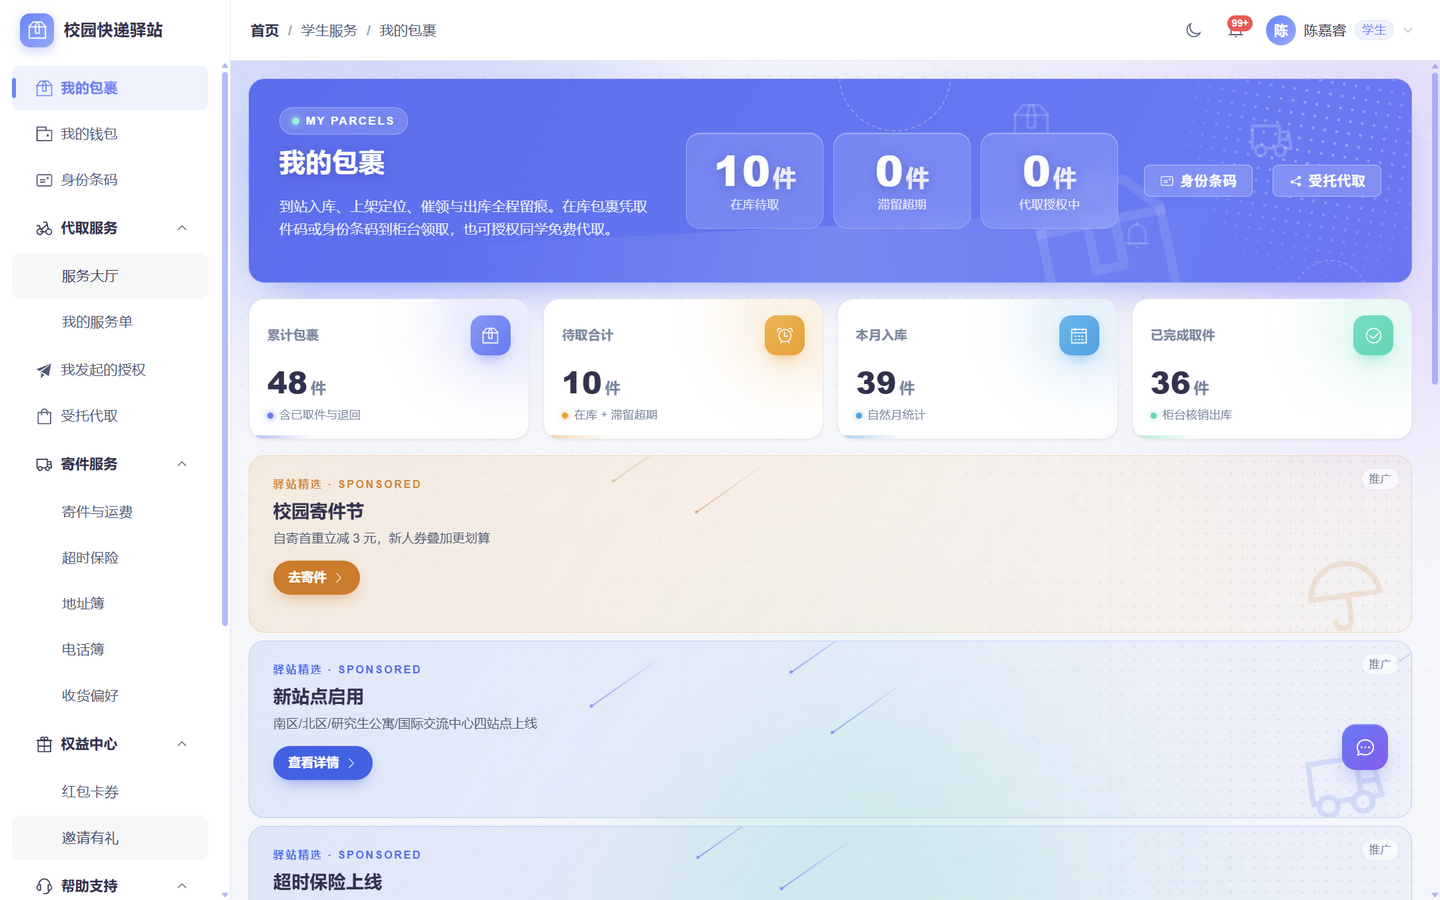 校园快递驿站
首页 / 学生服务 / 我的包裹
99+
陈 陈嘉睿 学生
我的包裹
我的钱包
身份条码
代取服务
服务大厅
我的服务单
我发起的授权
受托代取
寄件服务
寄件与运费
超时保险
地址簿
电话簿
收货偏好
权益中心
红包卡券
邀请有礼
帮助支持
MY PARCELS
我的包裹
到站入库、上架定位、催领与出库全程留痕。在库包裹凭取
件码或身份条码到柜台领取，也可授权同学免费代取。
10件
在库待取
0件
滞留超期
0件
代取授权中
身份条码
受托代取
累计包裹
48件
含已取件与退回
待取合计
10件
在库 + 滞留超期
本月入库
39件
自然月统计
已完成取件
36件
柜台核销出库
驿站精选 · SPONSORED
推广
校园寄件节
自寄首重立减 3 元，新人券叠加更划算
去寄件
驿站精选 · SPONSORED
推广
新站点启用
南区/北区/研究生公寓/国际交流中心四站点上线
查看详情
驿站精选 · SPONSORED
推广
超时保险上线